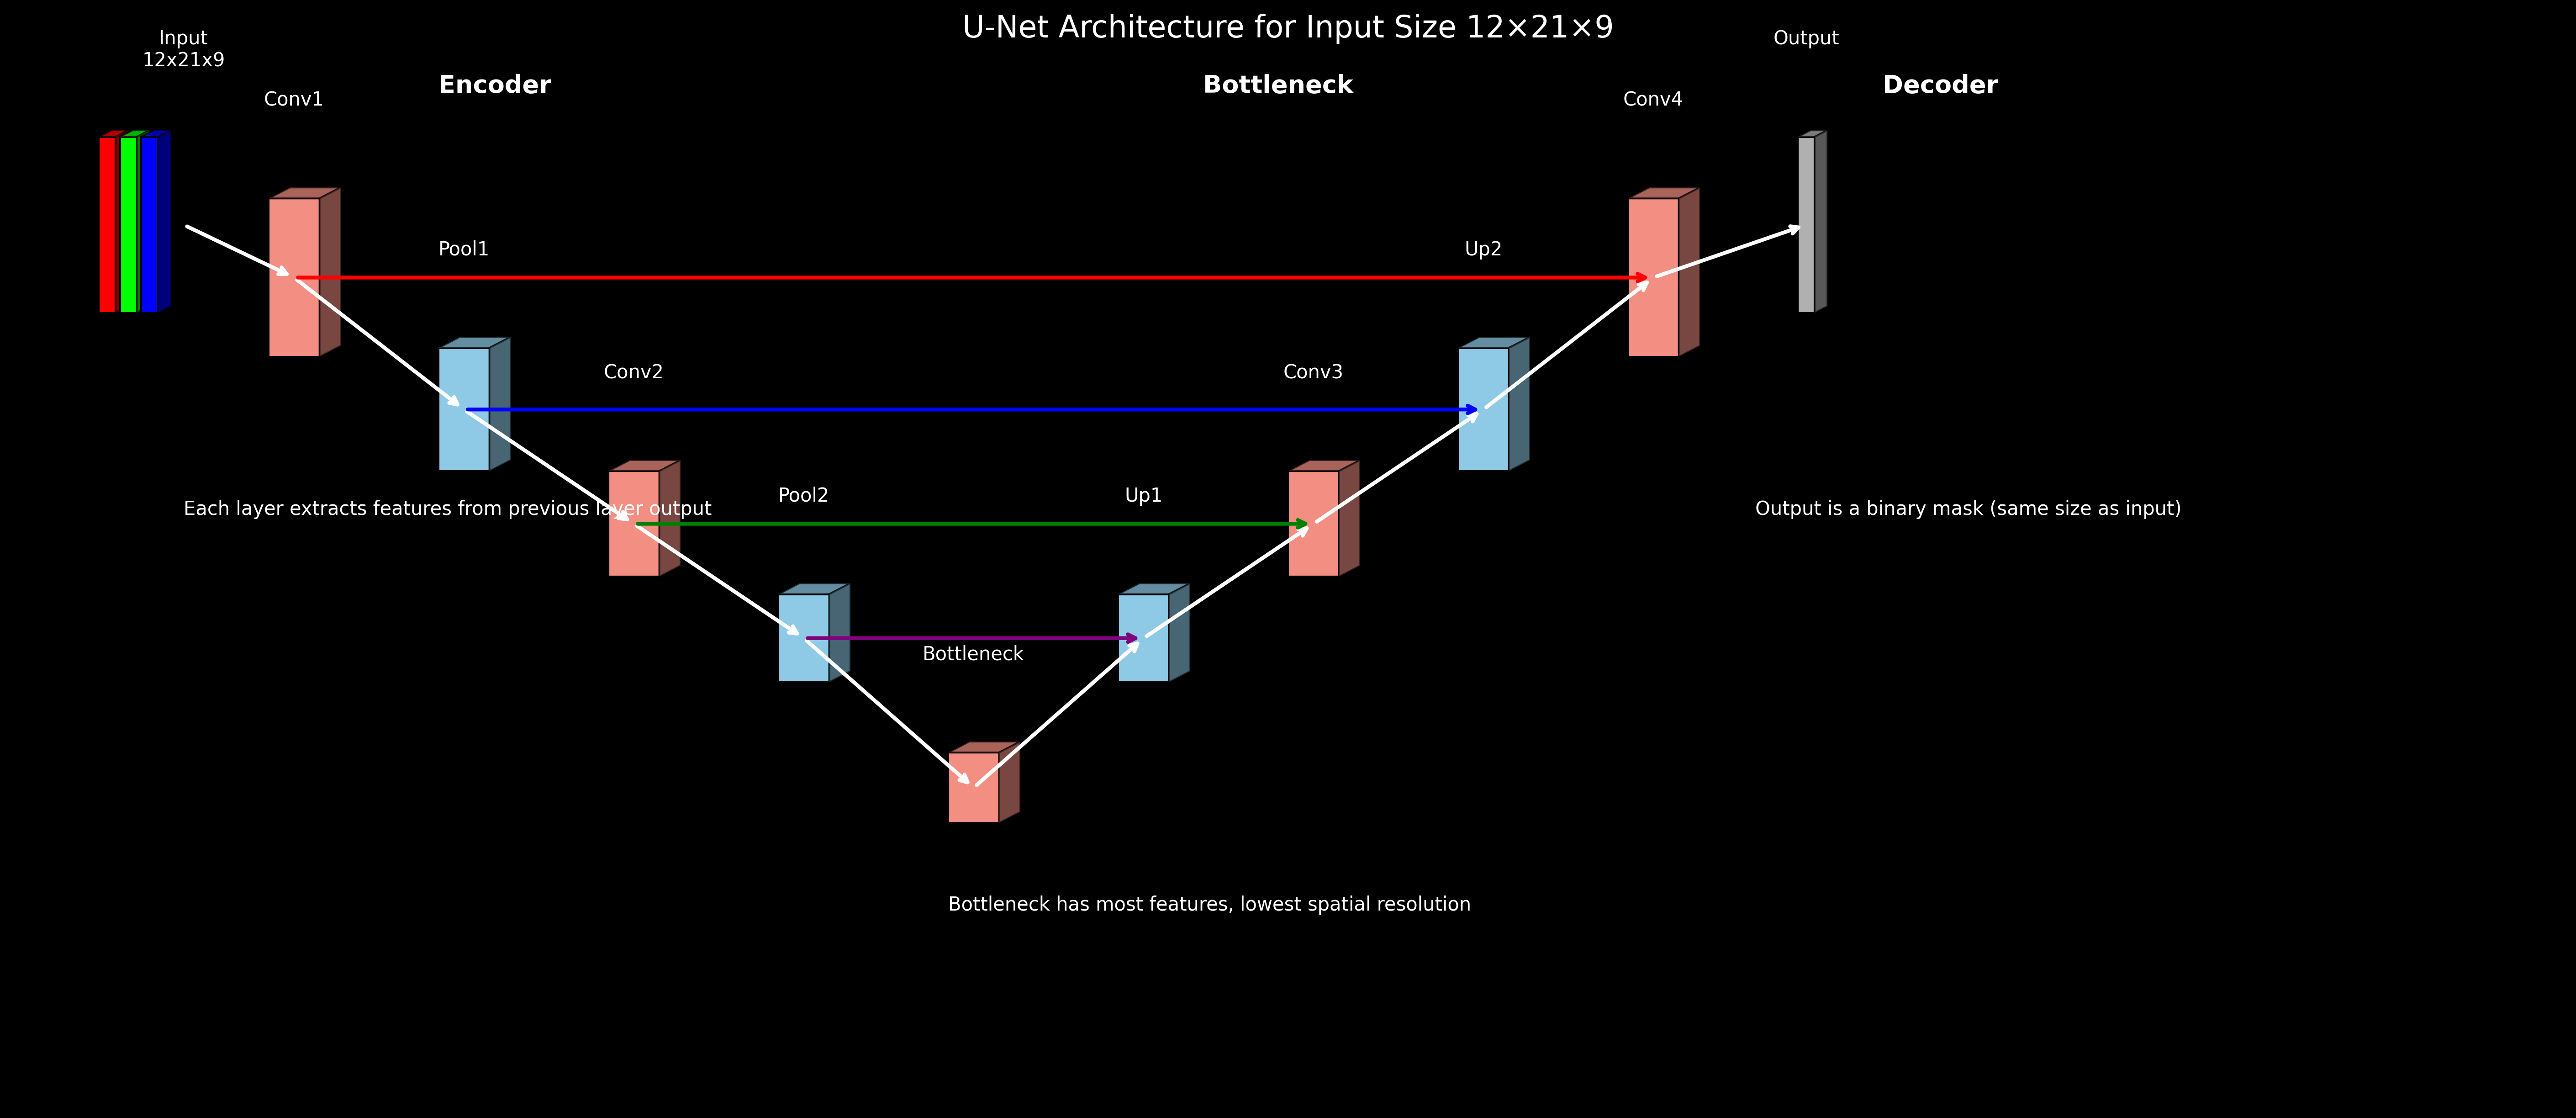 U-Net Architecture for Input Size 12×21×9
Input
12x21x9
Output
Encoder
Bottleneck
Decoder
Conv1
Conv4
Pool1
Up2
Conv2
Conv3
Pool2
Up1
Each layer extracts features from previous layer output
Output is a binary mask (same size as input)
Bottleneck
Bottleneck has most features, lowest spatial resolution